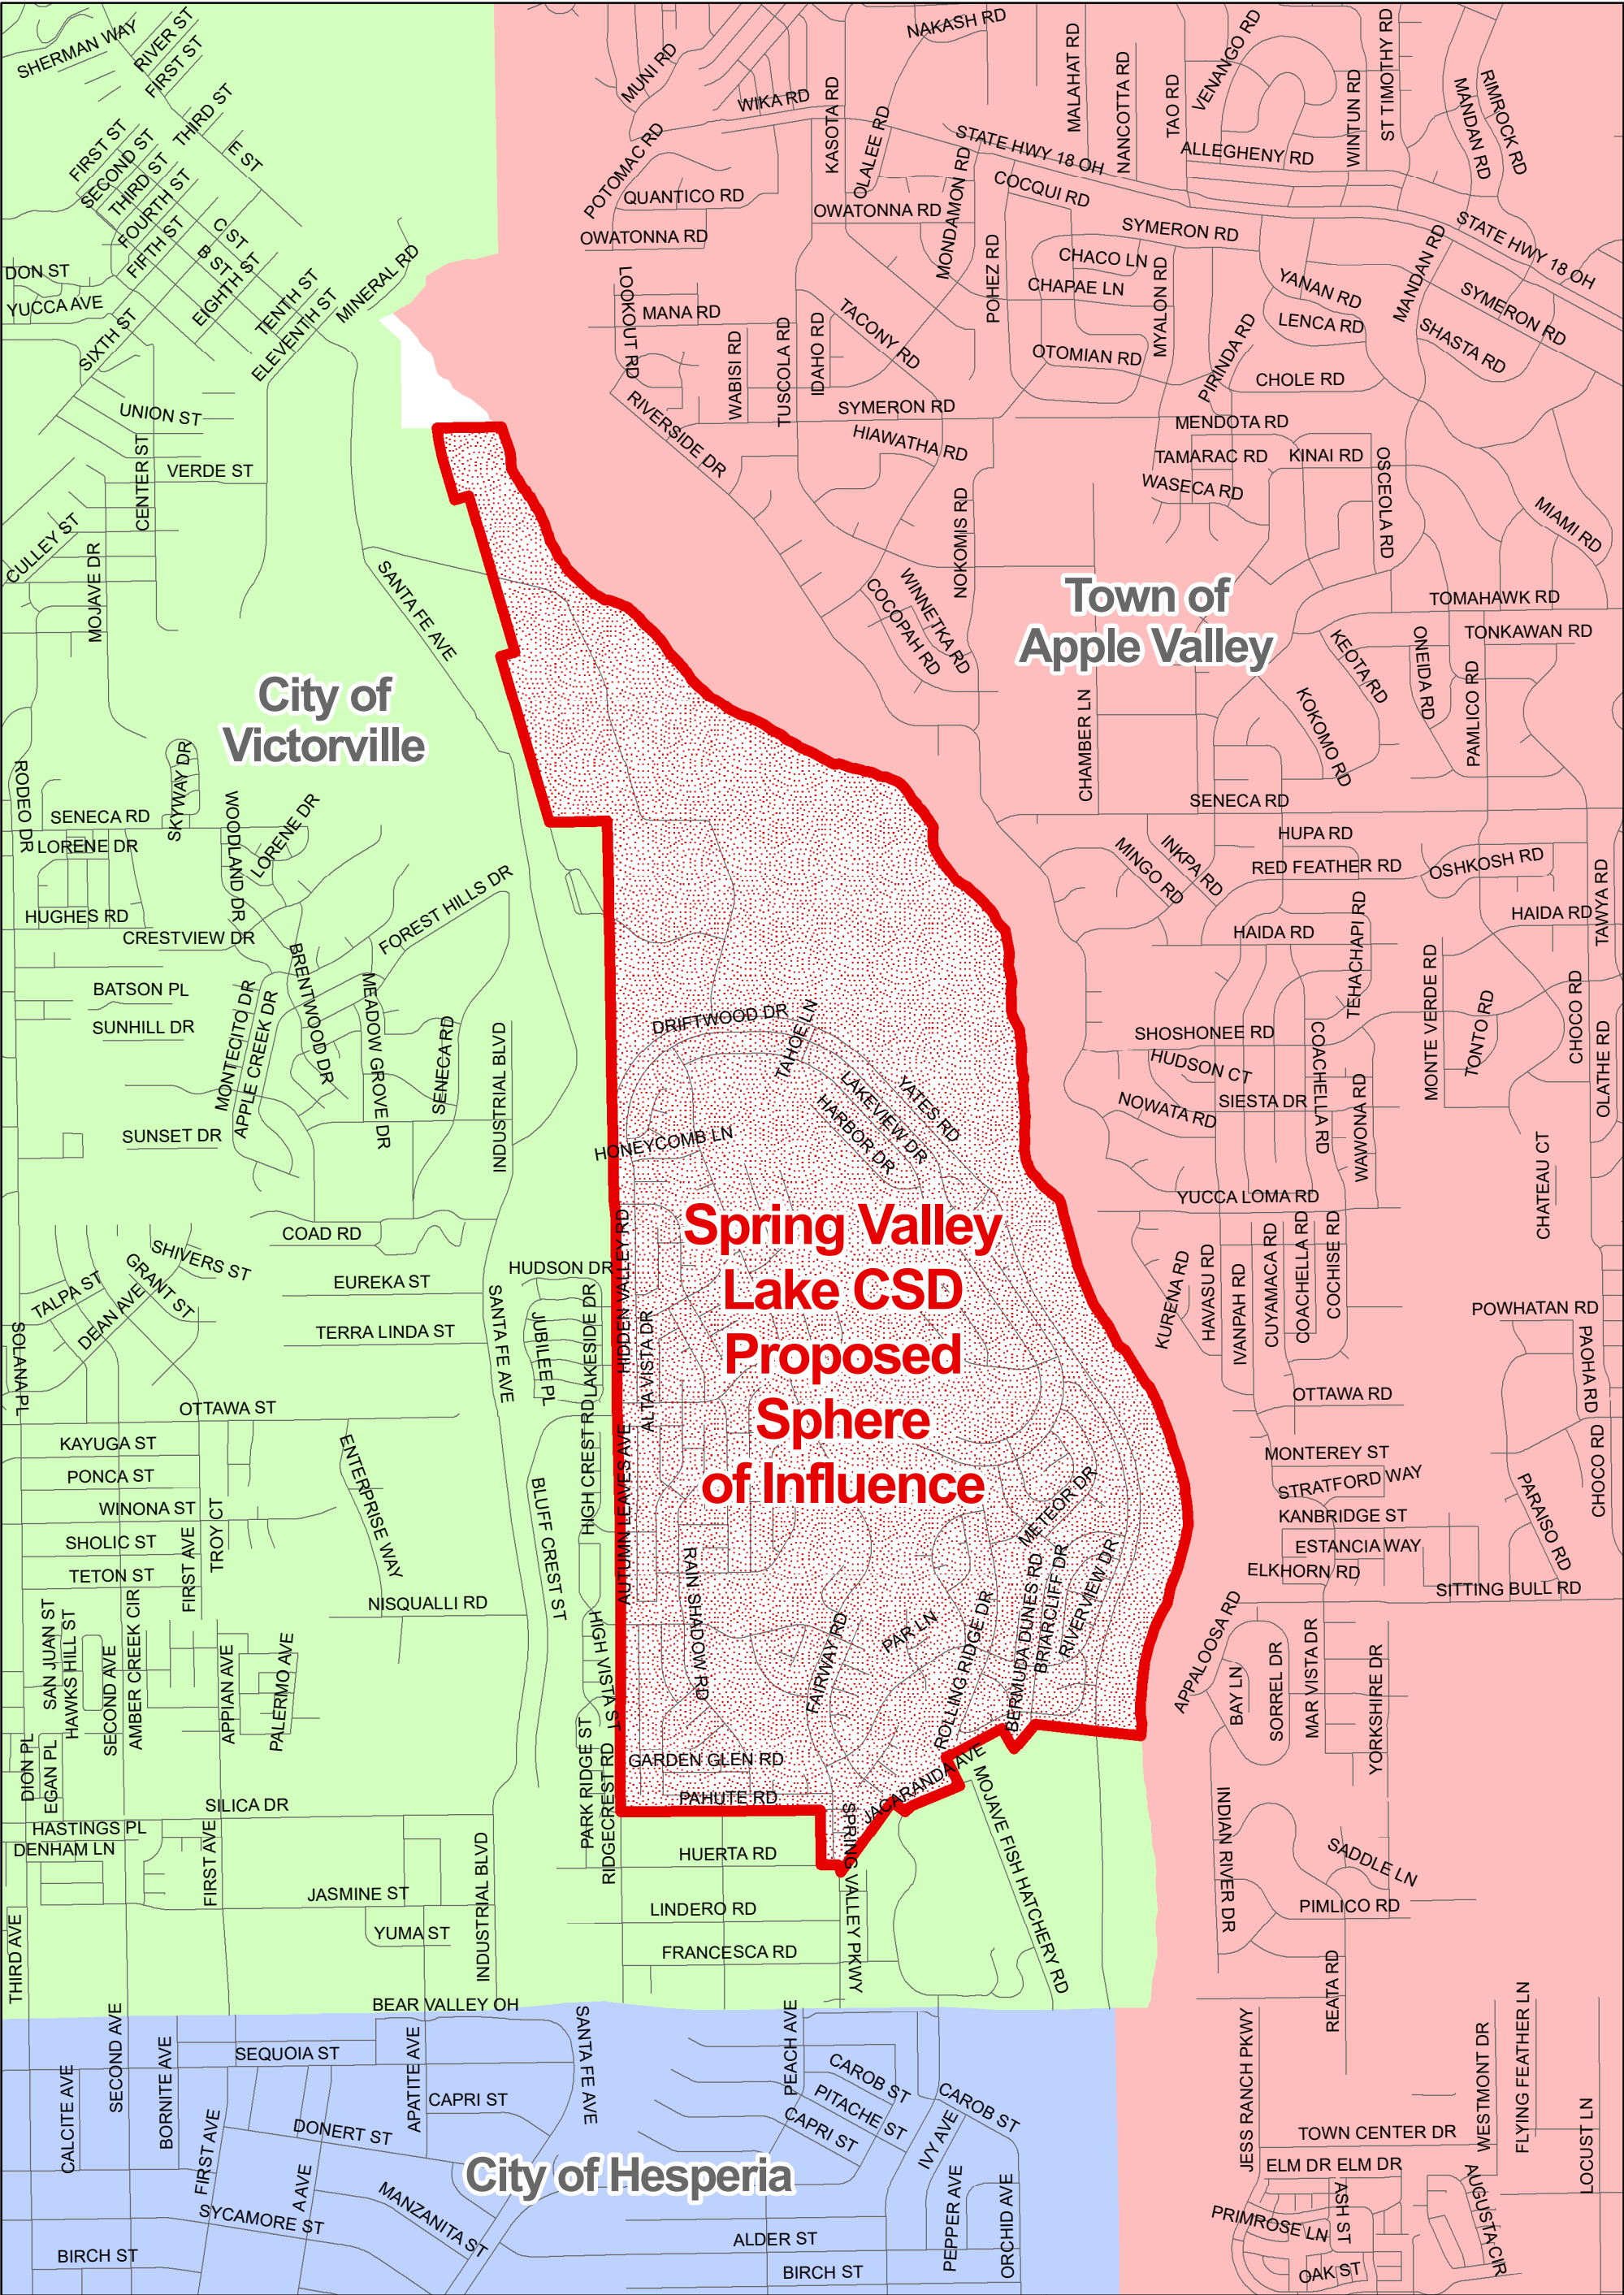 SHERMAN WAY
RIVER ST
FIRST ST
THIRD ST
E ST
FIRST ST
SECOND ST
THIRD ST
FOURTH ST
FIFTH ST
C ST
B ST
EIGHTH ST
TENTH ST
ELEVENTH ST
MINERAL RD
DON ST
YUCCA AVE
SIXTH ST
UNION ST
CENTER ST
VERDE ST
CULLEY ST
MOJAVE DR
SANTA FE AVE
NAKASH RD
MUNI RD
WIKA RD
KASOTA RD
OLALEE RD
MALAHAT RD
NANCOTTA RD
TAO RD
VENANGO RD
WINTUN RD
ST TIMOTHY RD
MANDAN RD
RIMROCK RD
STATE HWY 18 OH
ALLEGHENY RD
POTOMAC RD
QUANTICO RD
OWATONNA RD
OWATONNA RD
MONDAMON RD
COCQUI RD
POHEZ RD
SYMERON RD
CHACO LN
CHAPAE LN
MYALON RD
STATE HWY 18 OH
MANDAN RD
YANAN RD
SYMERON RD
LENCA RD
SHASTA RD
LOOKOUT RD
MANA RD
WABISI RD
TUSCOLA RD
IDAHO RD
TACONY RD
OTOMIAN RD
PIRINDA RD
CHOLE RD
RIVERSIDE DR
SYMERON RD
HIAWATHA RD
MENDOTA RD
TAMARAC RD
KINAI RD
WASECA RD
OSCEOLA RD
MIAMI RD
NOKOMIS RD
WINNETKA RD
COCOPAH RD
Town of
Apple Valley
TOMAHAWK RD
TONKAWAN RD
KEOTA RD
ONEIDA RD
PAMLICO RD
KOKOMO RD
CHAMBER LN
City of
Victorville
RODEO DR
SKYWAY DR
SENECA RD
LORENE DR
WOODLAND DR
LORENE DR
HUGHES RD
CRESTVIEW DR
FOREST HILLS DR
BRENTWOOD DR
BATSON PL
SUNHILL DR
MONTECITO DR
APPLE CREEK DR
MEADOW GROVE DR
SENECA RD
INDUSTRIAL BLVD
SUNSET DR
SENECA RD
HUPA RD
MINGO RD
INKPA RD
RED FEATHER RD
OSHKOSH RD
TAWYA RD
HAIDA RD
HAIDA RD
TEHACHAPI RD
MONTE VERDE RD
TONTO RD
CHOCO RD
OLATHE RD
SHOSHONEE RD
HUDSON CT
COACHELLA RD
NOWATA RD
SIESTA DR
WAWONA RD
CHATEAU CT
YUCCA LOMA RD
DRIFTWOOD DR
TAHOE LN
LAKEVIEW DR
YATES RD
HARBOR DR
HONEYCOMB LN
Spring Valley
Lake CSD
Proposed
Sphere
of Influence
COAD RD
SHIVERS ST
GRANT ST
TALPA ST
DEAN AVE
EUREKA ST
TERRA LINDA ST
HUDSON DR
SANTA FE AVE
JUBILEE PL
LAKESIDE DR
HIGH CREST RD
HIDDEN VALLEY RD
ALTA VISTA DR
AUTUMN LEAVES AVE
SOLANA PL
OTTAWA ST
KAYUGA ST
PONCA ST
WINONA ST
SHOLIC ST
TETON ST
FIRST AVE
TROY CT
ENTERPRISE WAY
BLUFF CREST ST
NISQUALLI RD
SAN JUAN ST
HAWKS HILL ST
SECOND AVE
AMBER CREEK CIR
APPIAN AVE
PALERMO AVE
DION PL
EGAN PL
HIGH VISTA ST
PARK RIDGE ST
RIDGECREST RD
RAIN SHADOW RD
FAIRWAY RD
PAR LN
ROLLING RIDGE DR
METEOR DR
BERMUDA DUNES RD
BRIARCLIFF DR
RIVERVIEW DR
GARDEN GLEN RD
PAHUTE RD
JACARANDA AVE
SPRING VALLEY PKWY
MOJAVE FISH HATCHERY RD
KURENA RD
HAVASU RD
IVANPAH RD
CUYAMACA RD
COACHELLA RD
COCHISE RD
POWHATAN RD
PAOHA RD
OTTAWA RD
CHOCO RD
MONTEREY ST
STRATFORD WAY
KANBRIDGE ST
ESTANCIA WAY
ELKHORN RD
PARAISO RD
SITTING BULL RD
APPALOOSA RD
BAY LN
SORREL DR
MAR VISTA DR
YORKSHIRE DR
INDIAN RIVER DR
SADDLE LN
PIMLICO RD
REATA RD
SILICA DR
HASTINGS PL
DENHAM LN
FIRST AVE
JASMINE ST
YUMA ST
INDUSTRIAL BLVD
HUERTA RD
LINDERO RD
FRANCESCA RD
THIRD AVE
BEAR VALLEY OH
SECOND AVE
CALCITE AVE
BORNITE AVE
SEQUOIA ST
APATITE AVE
CAPRI ST
SANTA FE AVE
DONERT ST
FIRST AVE
A AVE
SYCAMORE ST
MANZANITA ST
BIRCH ST
City of Hesperia
PEACH AVE
CAROB ST
PITACHE ST
CAPRI ST
CAROB ST
IVY AVE
PEPPER AVE
ORCHID AVE
ALDER ST
BIRCH ST
JESS RANCH PKWY
WESTMONT DR
FLYING FEATHER LN
TOWN CENTER DR
LOCUST LN
ELM DR
ELM DR
ASH ST
AUGUSTA CIR
PRIMROSE LN
OAK ST